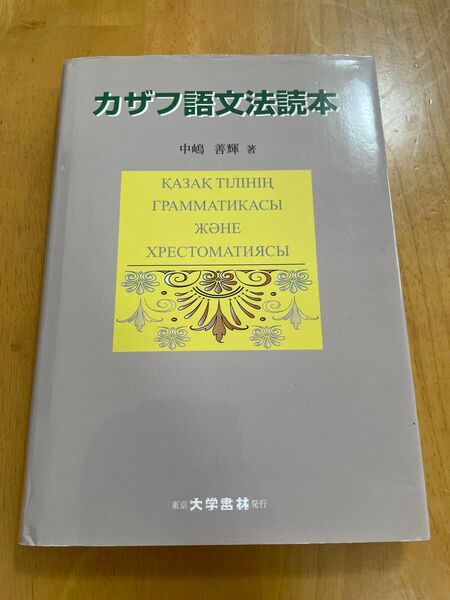 カザフ語文法読本
中嶋 善輝 著
ҚАЗАҚ ТІЛІНІҢ
ГРАММАТИКАСЫ
ЖӘНЕ
ХРЕСТОМАТИЯСЫ
東京 大学書林 発行